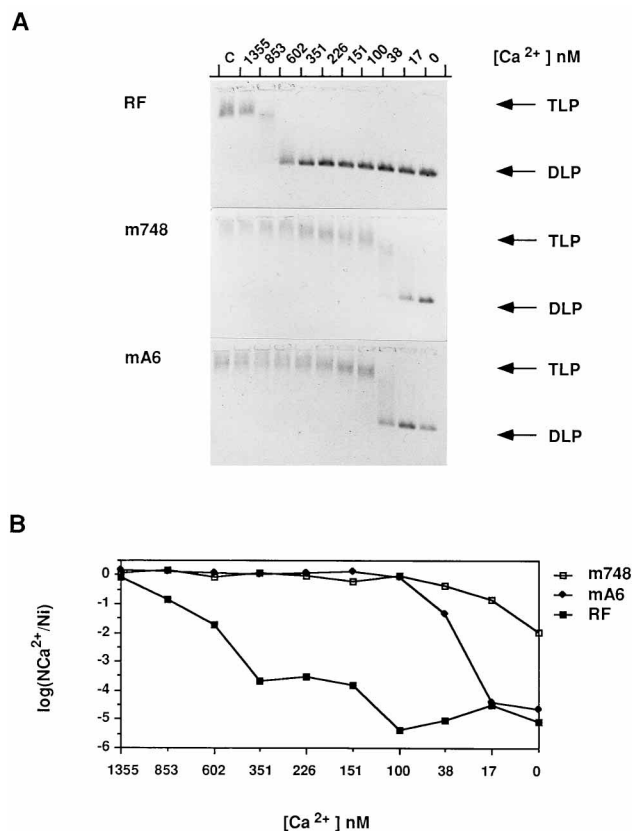 A
C 1355 853 602 351 226 151 100 38 17 0 [Ca 2+ ] nM
RF
TLP
DLP
m748
TLP
DLP
mA6
TLP
DLP
B
log(NCa2+/Ni)
0
-1
-2
-3
-4
-5
-6
m748
mA6
RF
1355 853 602 351 226 151 100 38 17 0
[Ca 2+ ] nM